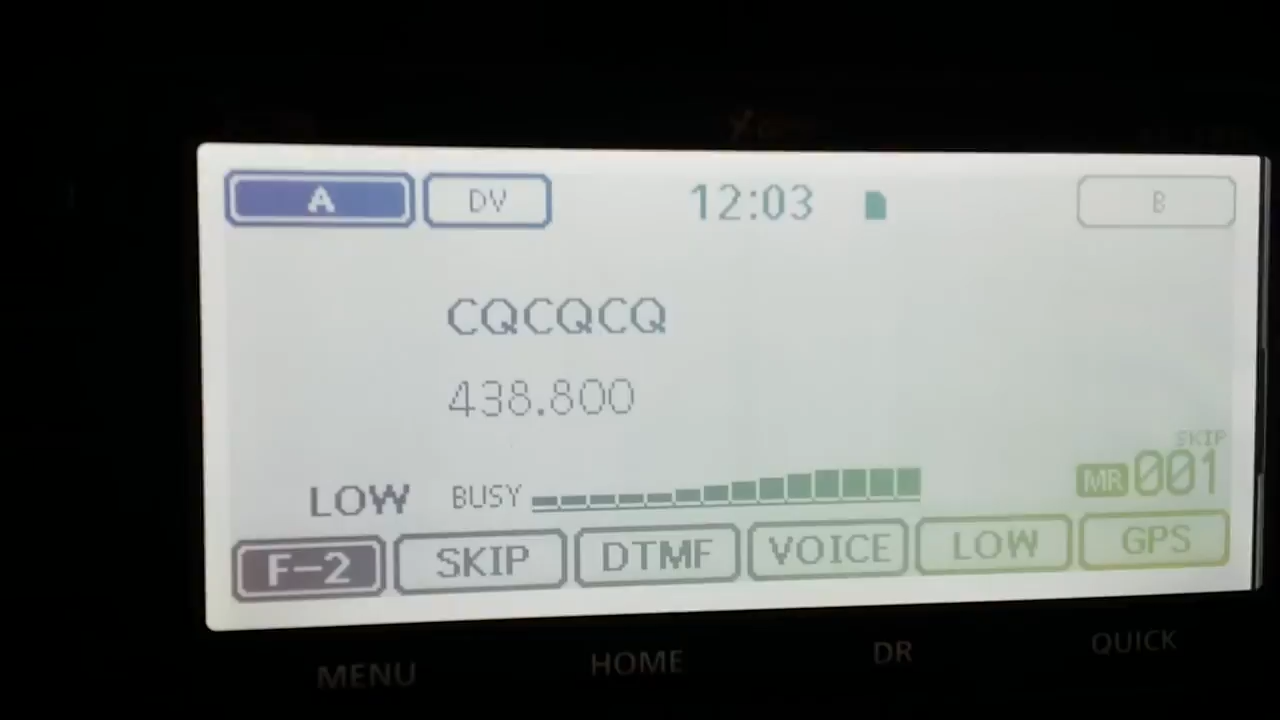 A DV 12:03 B
CQCQCQ
438.800
SKIP
LOW BUSY MR 001
F-2 SKIP DTMF VOICE LOW GPS
MENU HOME DR QUICK